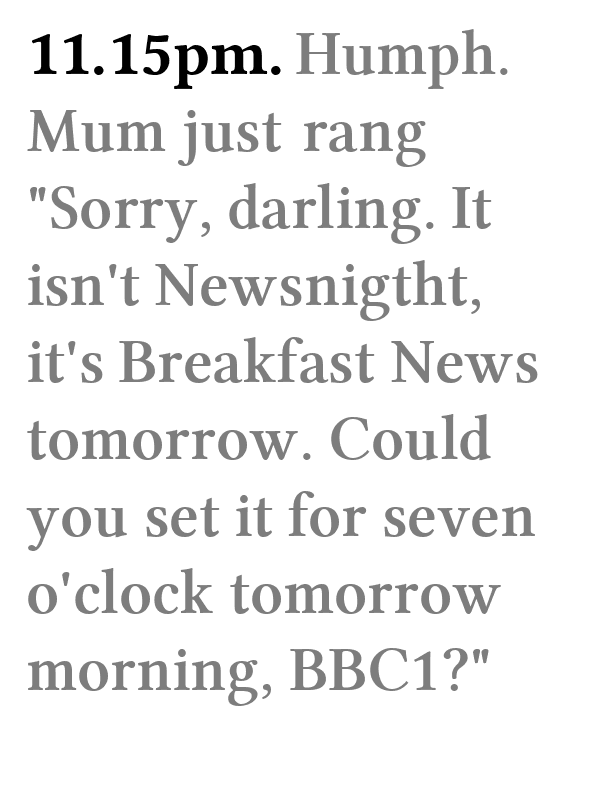 11.15pm. Humph.
Mum just rang
"Sorry, darling. It
isn't Newsnigtht,
it's Breakfast News
tomorrow. Could
you set it for seven
o'clock tomorrow
morning, BBC1?"